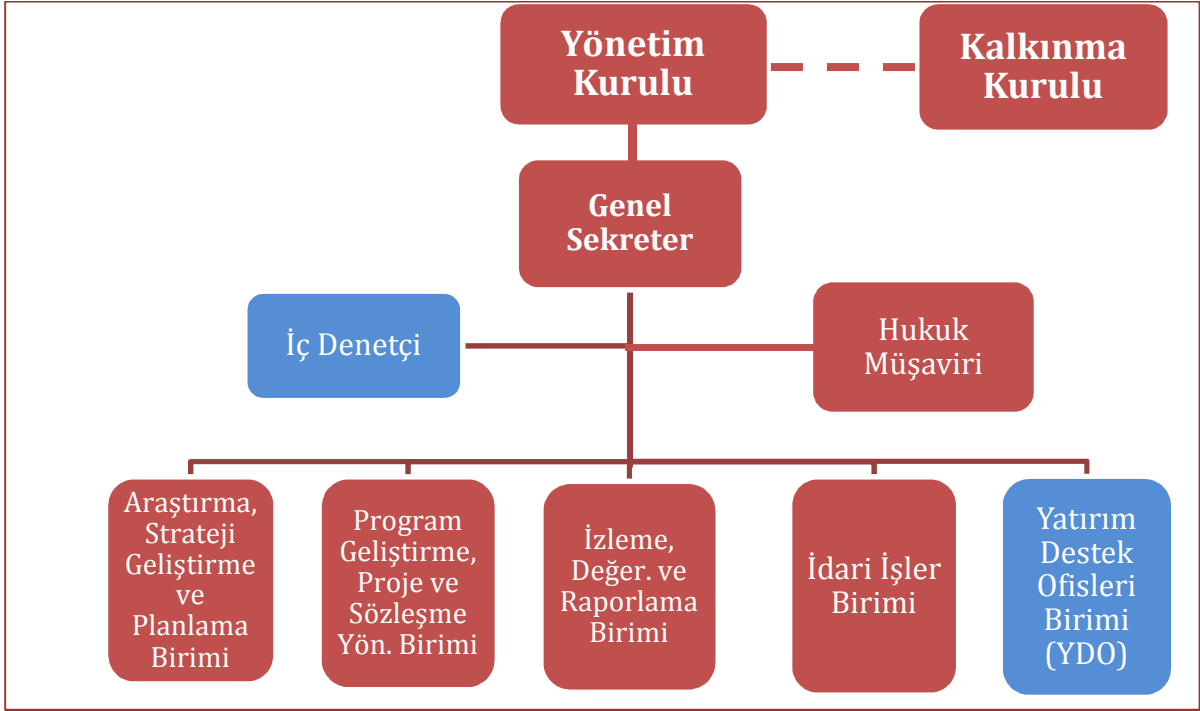 Yönetim
Kurulu
Kalkınma
Kurulu
Genel
Sekreter
İç Denetçi
Hukuk
Müşaviri
Araştırma,
Strateji
Geliştirme
ve
Planlama
Birimi
Program
Geliştirme,
Proje ve
Sözleşme
Yön. Birimi
İzleme,
Değer. ve
Raporlama
Birimi
İdari İşler
Birimi
Yatırım
Destek
Ofisleri
Birimi
(YDO)